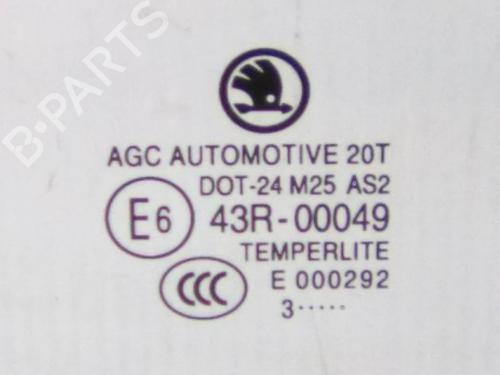 B-PARTS
AGC AUTOMOTIVE 20T
DOT-24 M25 AS2
E6 43R-00049
TEMPERLITE
CCC E 000292
3·····